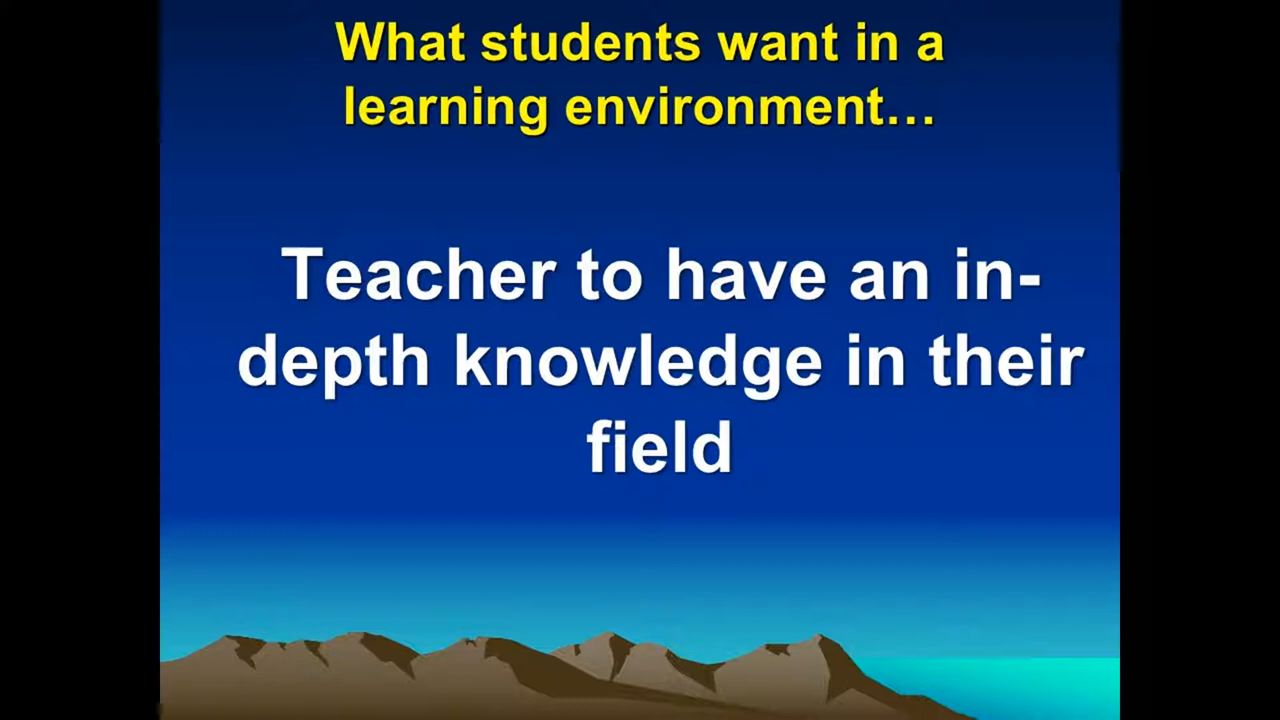 What students want in a
learning environment…
Teacher to have an in-
depth knowledge in their
field